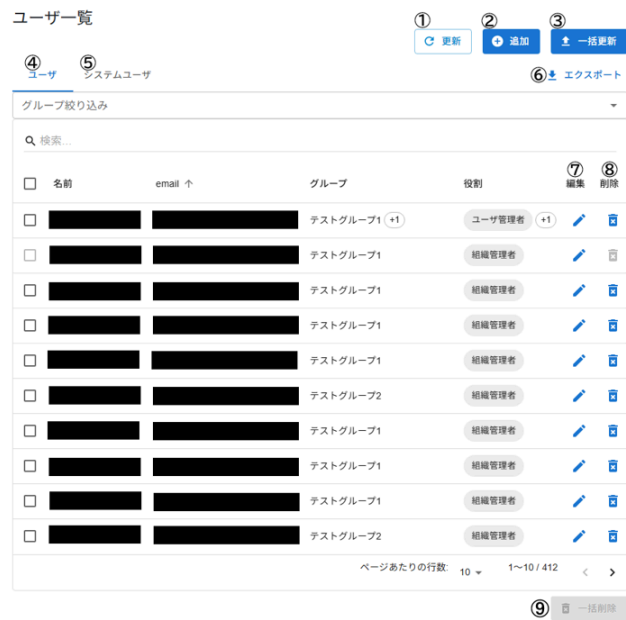 ユーザ一覧
① ② ③
更新 追加 一括更新
④ ⑤
ユーザ システムユーザ ⑥ エクスポート
グループ絞り込み
検索...
⑦ ⑧
名前 email ↑ グループ 役割 編集 削除
テストグループ1 +1 ユーザ管理者 +1
テストグループ1 組織管理者
テストグループ1 組織管理者
テストグループ1 組織管理者
テストグループ1 組織管理者
テストグループ2 組織管理者
テストグループ1 組織管理者
テストグループ1 組織管理者
テストグループ1 組織管理者
テストグループ2 組織管理者
ページあたりの行数: 10 1〜10 / 412
⑨ 一括削除